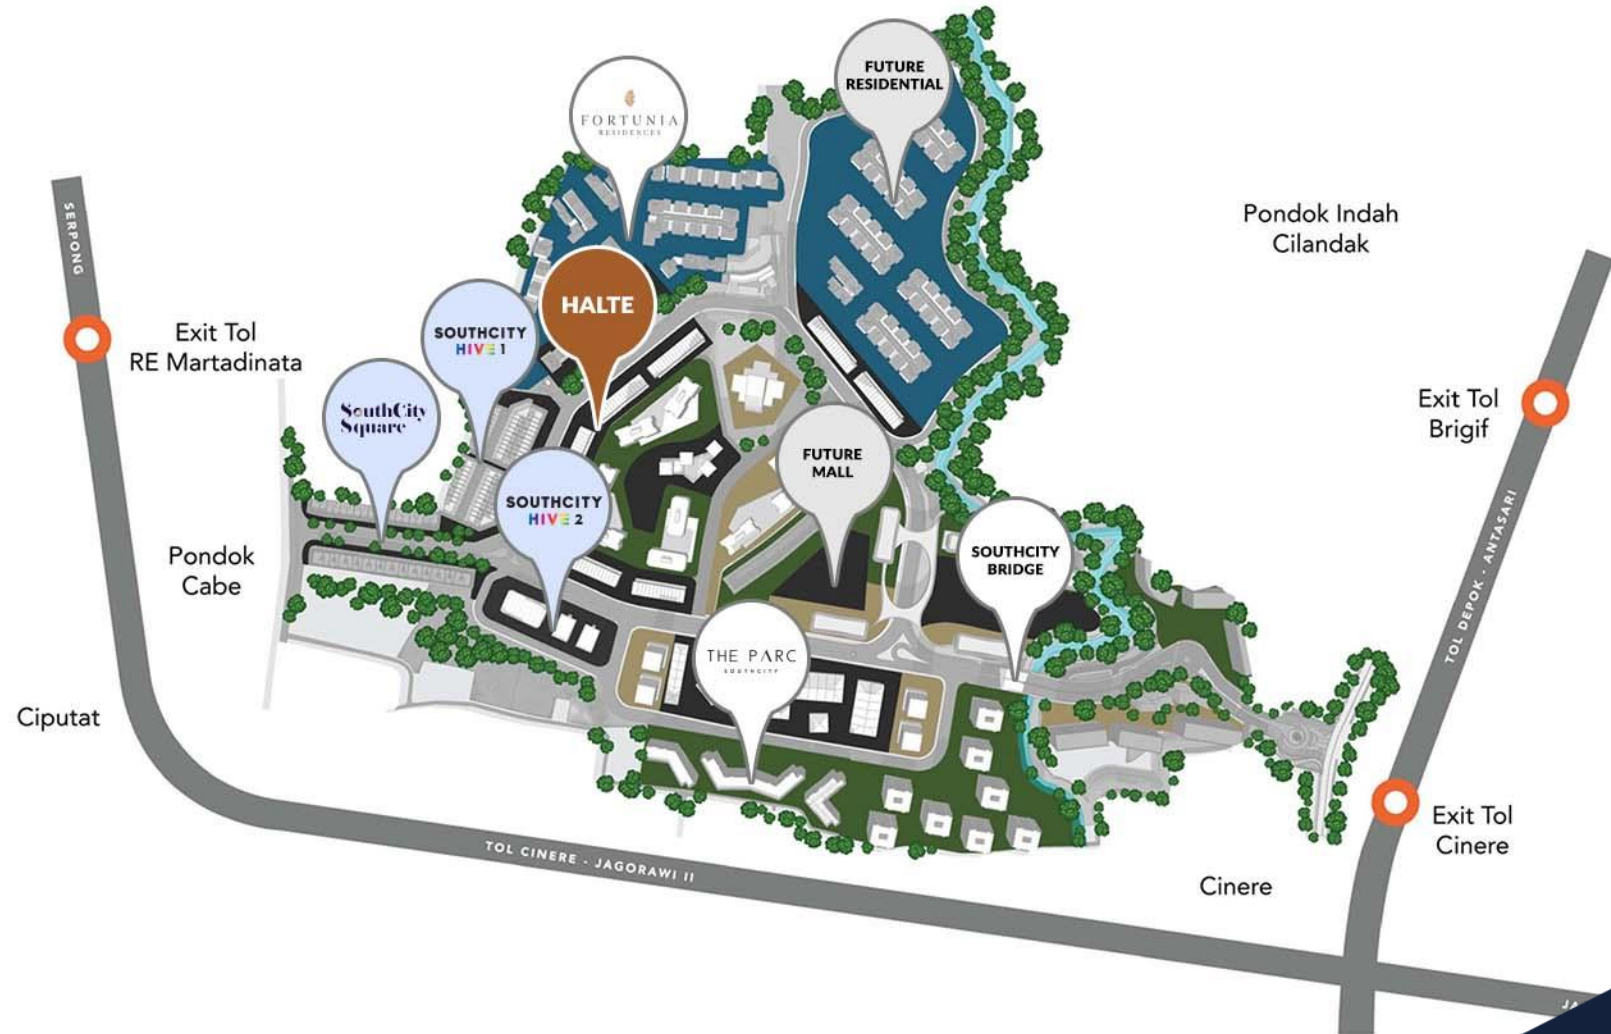 FUTURE
RESIDENTIAL
FORTUNIA
RESIDENCES
SERPONG
Pondok Indah
Cilandak
HALTE
Exit Tol
RE Martadinata
SOUTHCITY
HIVE 1
SouthCity
Square
Exit Tol
Brigif
FUTURE
MALL
SOUTHCITY
HIVE 2
SOUTHCITY
BRIDGE
Pondok
Cabe
TOL DEPOK - ANTASARI
THE PARC
SOUTHCITY
Ciputat
Exit Tol
Cinere
TOL CINERE - JAGORAWI II
Cinere